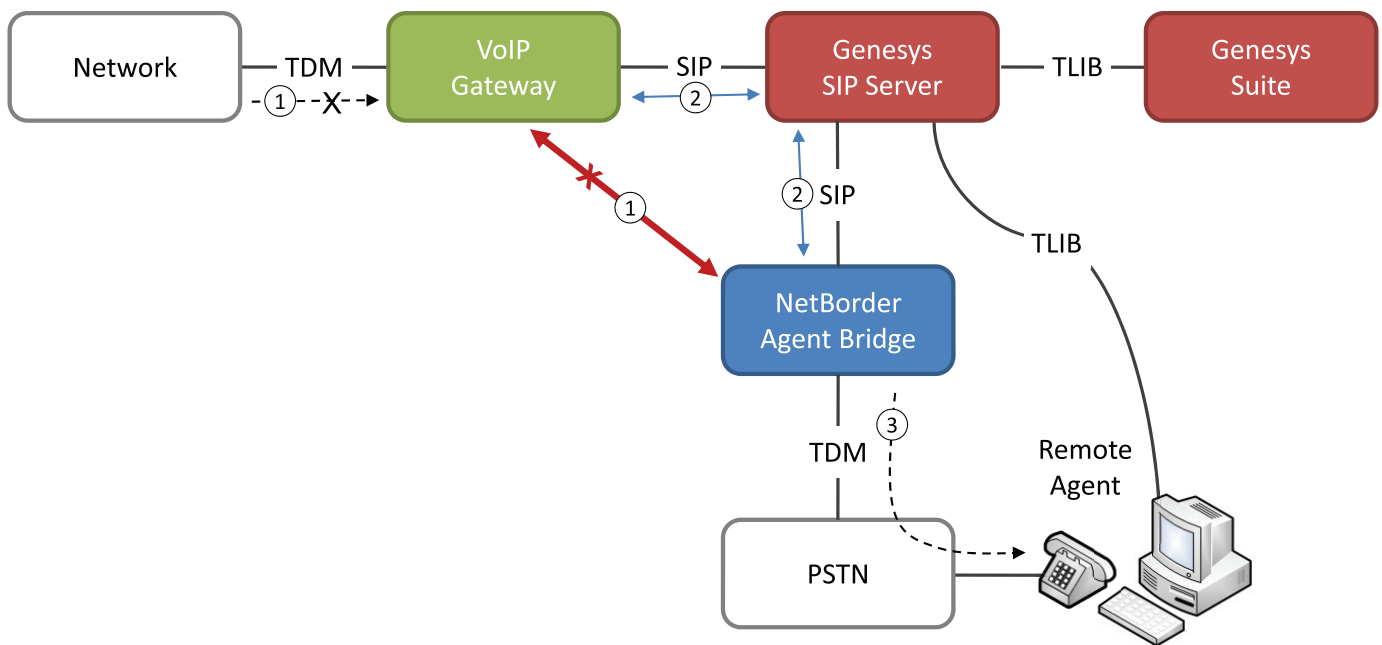 Network
TDM
VoIP
Gateway
SIP
Genesys
SIP Server
TLIB
Genesys
Suite
1
X
2
2
SIP
1
TLIB
NetBorder
Agent Bridge
3
TDM
Remote
Agent
PSTN